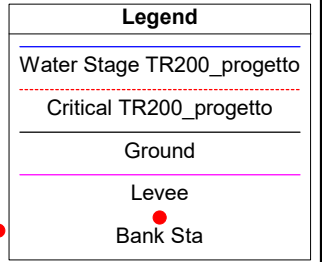 Legend
Water Stage TR200_progetto
Critical TR200_progetto
Ground
Levee
Bank Sta